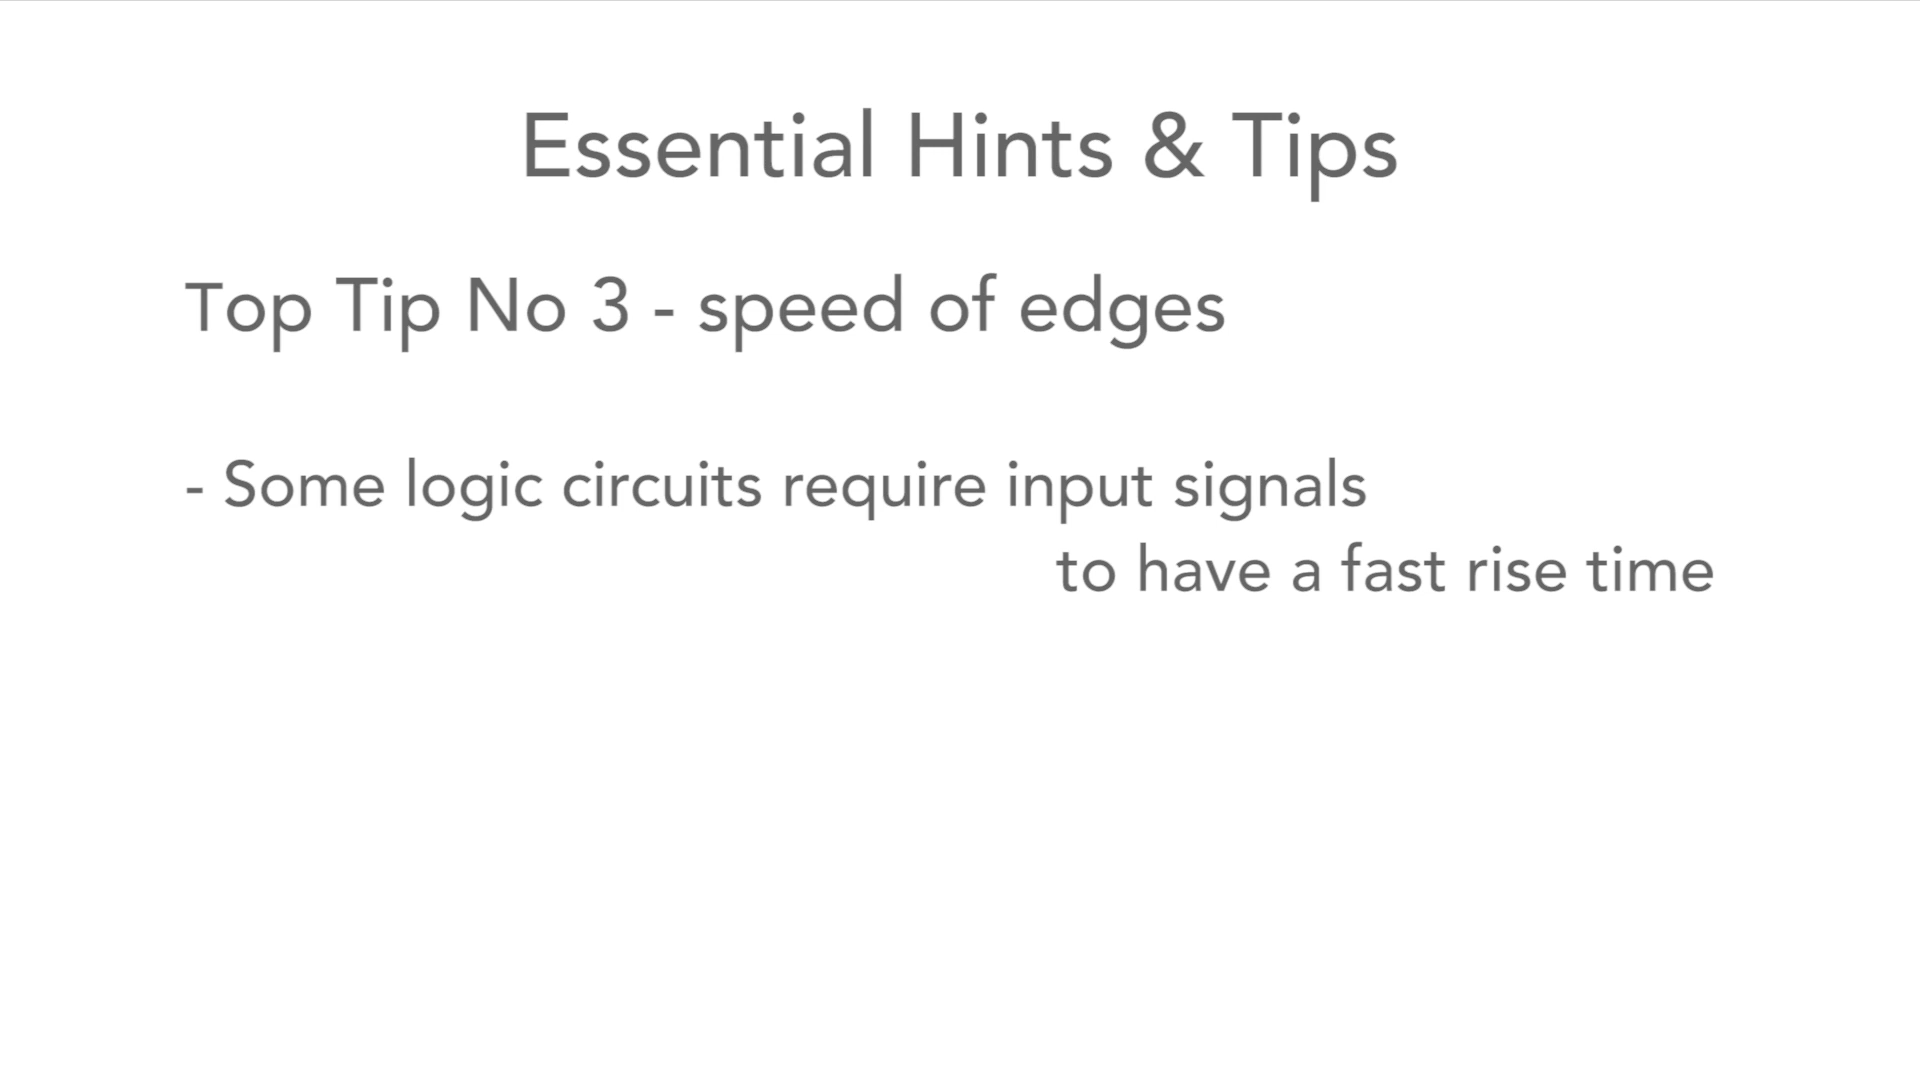 Essential Hints & Tips
Top Tip No 3 - speed of edges
- Some logic circuits require input signals
to have a fast rise time